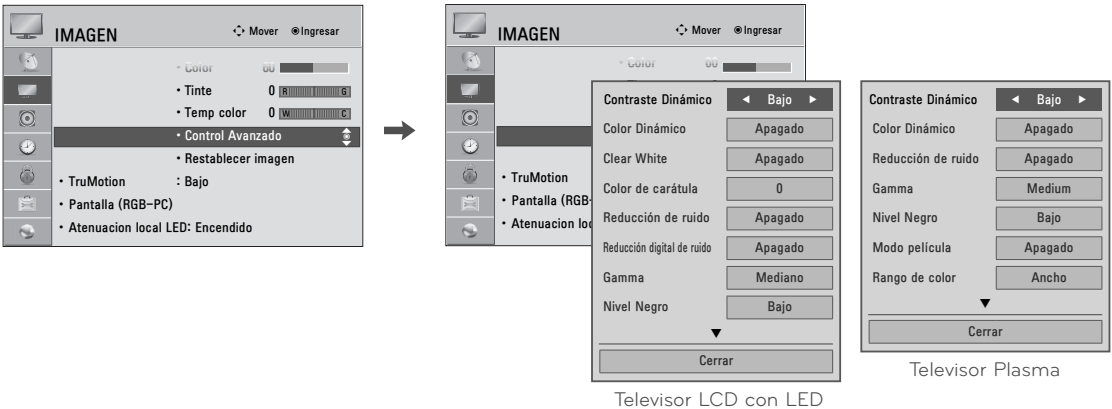 IMAGEN
Mover Ingresar
• Color 60
• Tinte 0 R G
• Temp color 0 W C
• Control Avanzado
• Restablecer imagen
• TruMotion : Bajo
• Pantalla (RGB-PC)
• Atenuacion local LED: Encendido
IMAGEN
Mover Ingresar
• Color 60
• TruMotion
• Pantalla (RGB-
• Atenuacion loc
Contraste Dinámico ◄ Bajo ►
Color Dinámico Apagado
Clear White Apagado
Color de carátula 0
Reducción de ruido Apagado
Reducción digital de ruido Apagado
Gamma Mediano
Nivel Negro Bajo
▼
Cerrar
Televisor LCD con LED
Contraste Dinámico ◄ Bajo ►
Color Dinámico Apagado
Reducción de ruido Apagado
Gamma Medium
Nivel Negro Bajo
Modo película Apagado
Rango de color Ancho
▼
Cerrar
Televisor Plasma